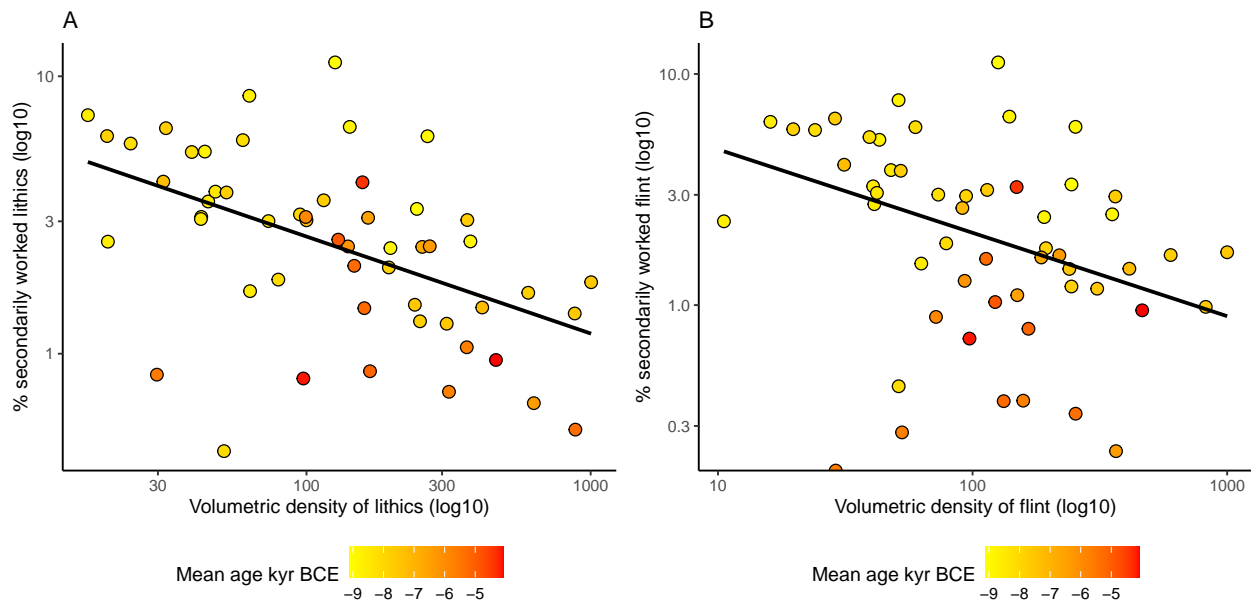 A
% secondarily worked lithics (log10)
10
3
1
30
100
300
1000
Volumetric density of lithics (log10)
Mean age kyr BCE
−9 −8 −7 −6 −5
B
% secondarily worked flint (log10)
10.0
3.0
1.0
0.3
10
100
1000
Volumetric density of flint (log10)
Mean age kyr BCE
−9 −8 −7 −6 −5